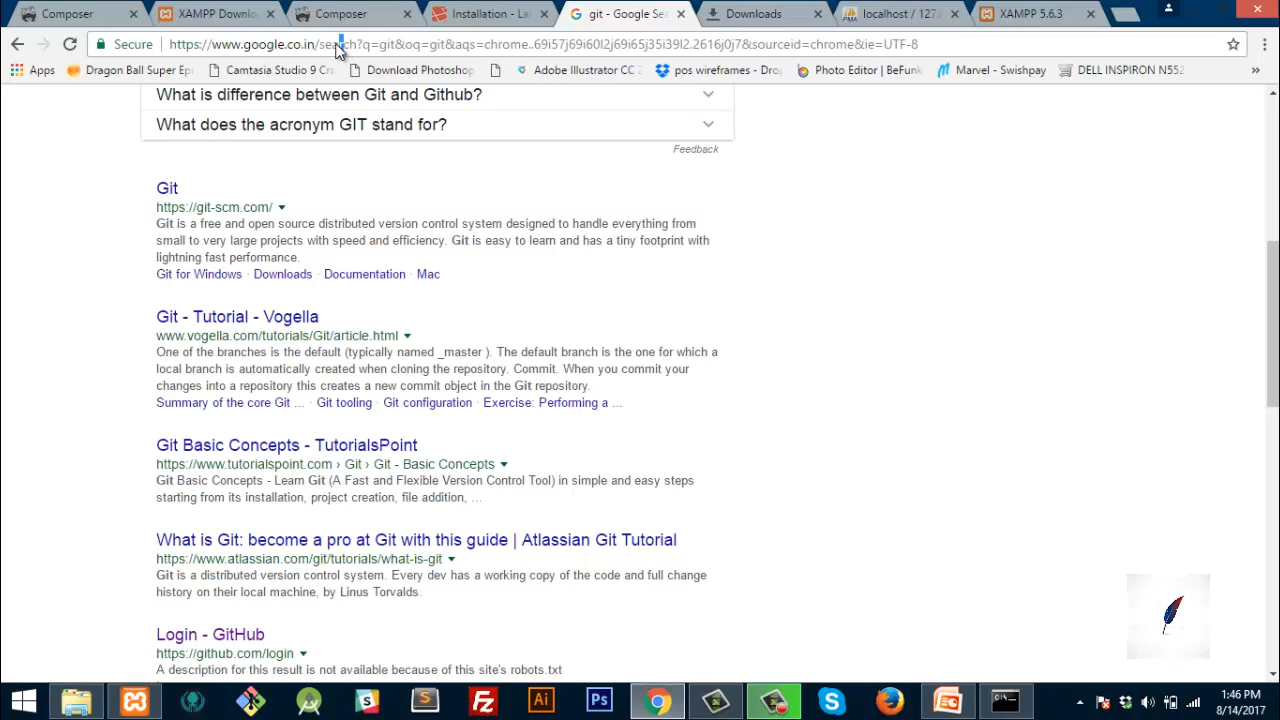 Composer
XAMPP Downlo
Composer
Installation - La
git - Google Sea
Downloads
localhost / 127.
XAMPP 5.6.3
Secure
https://www.google.co.in/search?q=git&oq=git&aqs=chrome..69i57j69i60l2j69i65j35i39l2.2616j0j7&sourceid=chrome&ie=UTF-8
Apps
Dragon Ball Super Epi
Camtasia Studio 9 Cra
Download Photoshop
Adobe Illustrator CC 2
pos wireframes - Drop
Photo Editor | BeFunk
Marvel - Swishpay
DELL INSPIRON N552
What is difference between Git and Github?
What does the acronym GIT stand for?
Feedback
Git
https://git-scm.com/
Git is a free and open source distributed version control system designed to handle everything from
small to very large projects with speed and efficiency. Git is easy to learn and has a tiny footprint with
lightning fast performance.
Git for Windows · Downloads · Documentation · Mac
Git - Tutorial - Vogella
www.vogella.com/tutorials/Git/article.html
One of the branches is the default (typically named _master ). The default branch is the one for which a
local branch is automatically created when cloning the repository. Commit. When you commit your
changes into a repository this creates a new commit object in the Git repository.
Summary of the core Git ... · Git tooling · Git configuration · Exercise: Performing a ...
Git Basic Concepts - TutorialsPoint
https://www.tutorialspoint.com › Git › Git - Basic Concepts
Git Basic Concepts - Learn Git (A Fast and Flexible Version Control Tool) in simple and easy steps
starting from its installation, project creation, file addition, ...
What is Git: become a pro at Git with this guide | Atlassian Git Tutorial
https://www.atlassian.com/git/tutorials/what-is-git
Git is a distributed version control system. Every dev has a working copy of the code and full change
history on their local machine, by Linus Torvalds.
Login - GitHub
https://github.com/login
A description for this result is not available because of this site's robots.txt
1:46 PM
8/14/2017